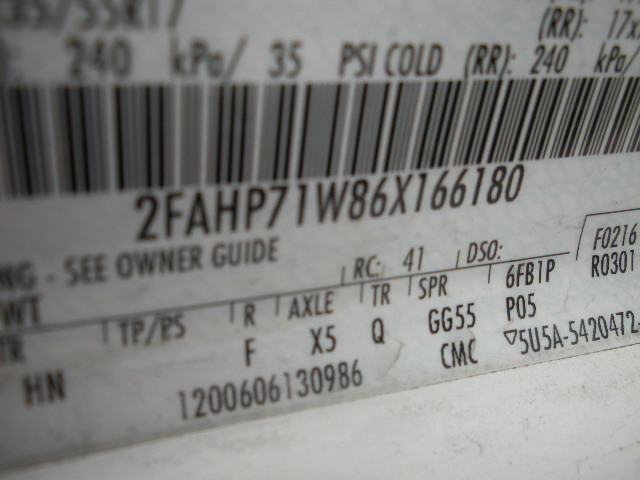 (RR): 17x
240 kPa/ 35 PSI COLD (RR): 240 kPa/
2FAHP71W86X166180
- SEE OWNER GUIDE
RC: 41 DSO: F0216
WT R AXLE TR SPR 6FB1P R0301
TR TP/PS F X5 Q GG55 P05
HN CMC ▽5U5A-5420472-
1200606130986